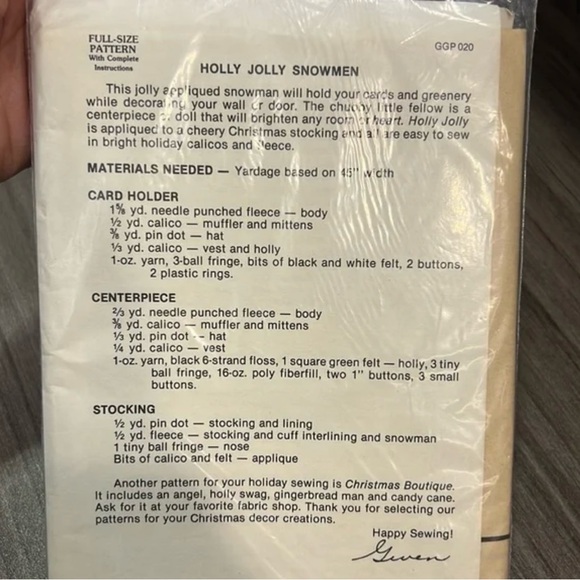 FULL-SIZE
PATTERN
With Complete
Instructions
GGP 020
HOLLY JOLLY SNOWMEN
This jolly appliqued snowman will hold your cards and greenery
while decorating your wall or door. The chubby little fellow is a
centerpiece doll that will brighten any room or heart. Holly Jolly
is appliqued to a cheery Christmas stocking and all are easy to sew
in bright holiday calicos and fleece.
MATERIALS NEEDED — Yardage based on 45" width
CARD HOLDER
1⅝ yd. needle punched fleece — body
½ yd. calico — muffler and mittens
⅜ yd. pin dot — hat
⅓ yd. calico — vest and holly
1-oz. yarn, 3-ball fringe, bits of black and white felt, 2 buttons,
2 plastic rings.
CENTERPIECE
⅔ yd. needle punched fleece — body
⅜ yd. calico — muffler and mittens
⅓ yd. pin dot — hat
¼ yd. calico — vest
1-oz. yarn, black 6-strand floss, 1 square green felt — holly, 3 tiny
ball fringe, 16-oz. poly fiberfill, two 1" buttons, 3 small
buttons.
STOCKING
½ yd. pin dot — stocking and lining
½ yd. fleece — stocking and cuff interlining and snowman
1 tiny ball fringe — nose
Bits of calico and felt — applique
Another pattern for your holiday sewing is Christmas Boutique.
It includes an angel, holly swag, gingerbread man and candy cane.
Ask for it at your favorite fabric shop. Thank you for selecting our
patterns for your Christmas decor creations.
Happy Sewing!
Gwen